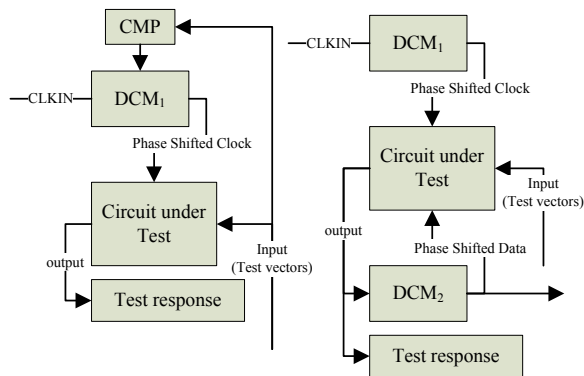 CMP
CLKIN
DCM1
Phase Shifted Clock
Circuit under
Test
output
Input
(Test vectors)
Test response
CLKIN
DCM1
Phase Shifted Clock
Circuit under
Test
Input
(Test vectors)
output
Phase Shifted Data
DCM2
Test response